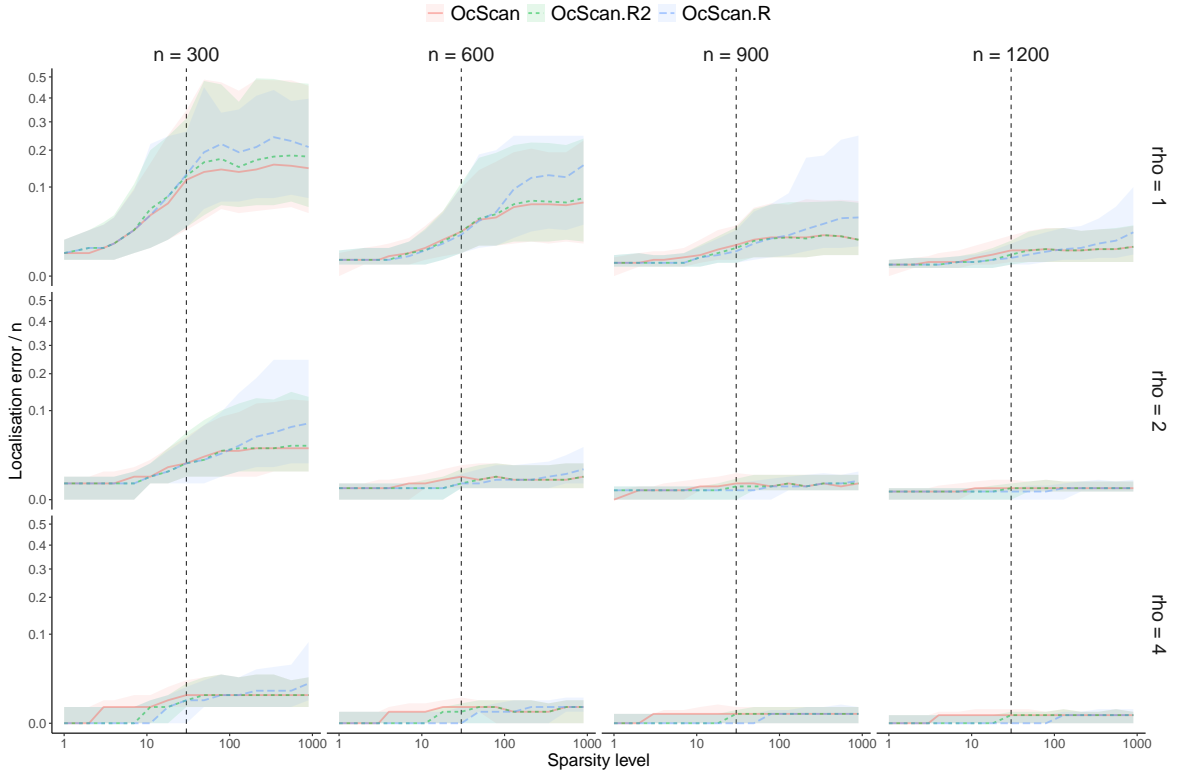 OcScan OcScan.R2 OcScan.R
n = 300 n = 600 n = 900 n = 1200
0.5
0.4
0.3
0.2
0.1
0.0
rho = 1
0.5
0.4
0.3
0.2
0.1
0.0
rho = 2
0.5
0.4
0.3
0.2
0.1
0.0
rho = 4
Localisation error / n
1 10 100 1000 1 10 100 1000 1 10 100 1000 1 10 100 1000
Sparsity level